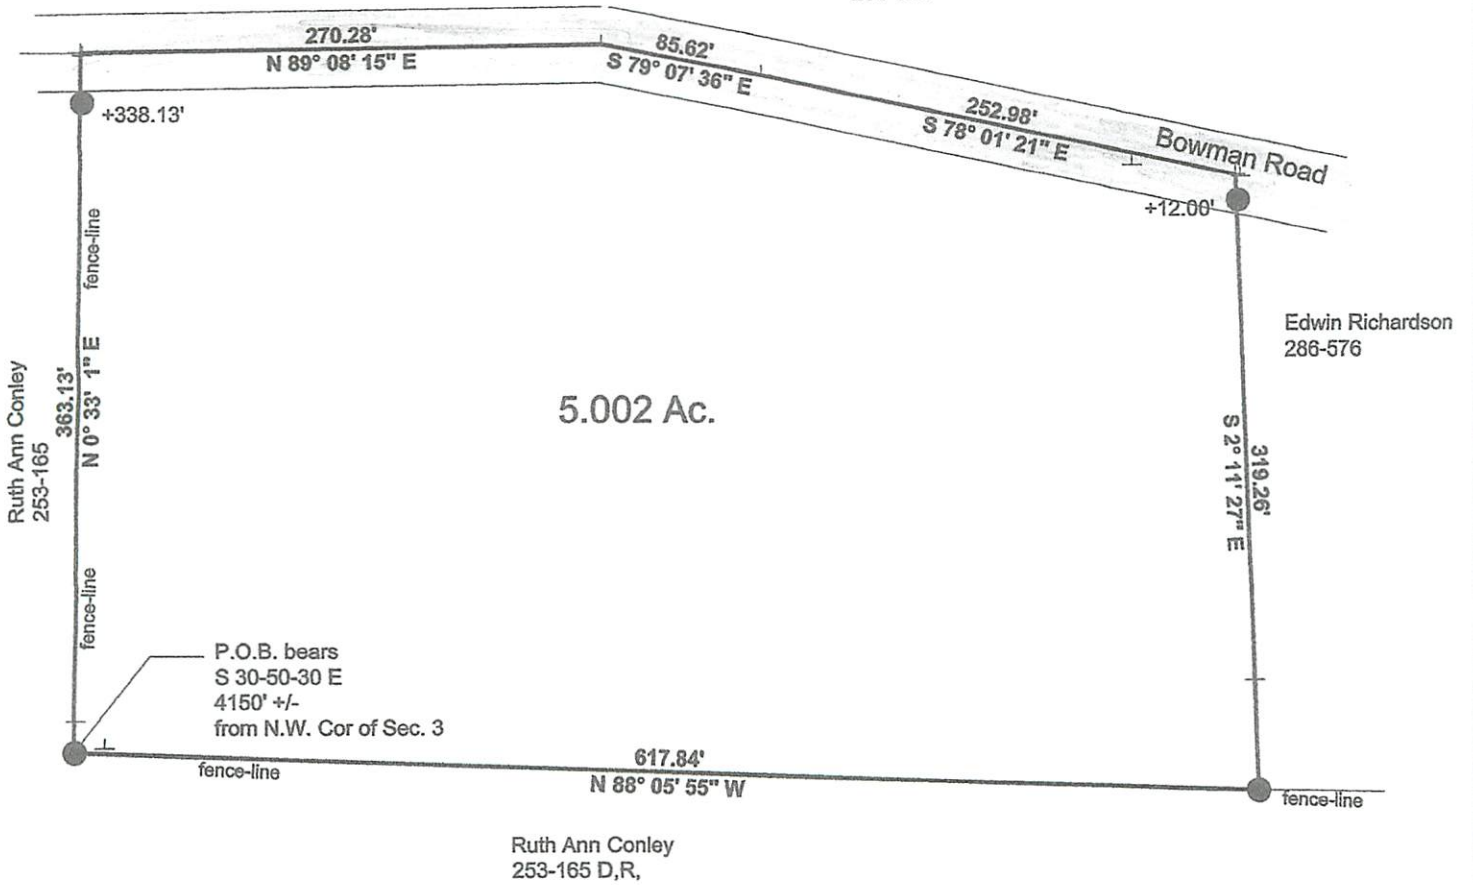 270.28'
N 89° 08' 15" E
85.62'
S 79° 07' 36" E
252.98'
S 78° 01' 21" E
Bowman Road
+338.13'
+12.00'
fence-line
Edwin Richardson
286-576
Ruth Ann Conley
253-165
363.13'
N 0° 33' 1" E
5.002 Ac.
319.26'
S 2° 11' 27" E
fence-line
P.O.B. bears
S 30-50-30 E
4150' +/-
from N.W. Cor of Sec. 3
617.84'
N 88° 05' 55" W
fence-line
fence-line
Ruth Ann Conley
253-165 D,R,